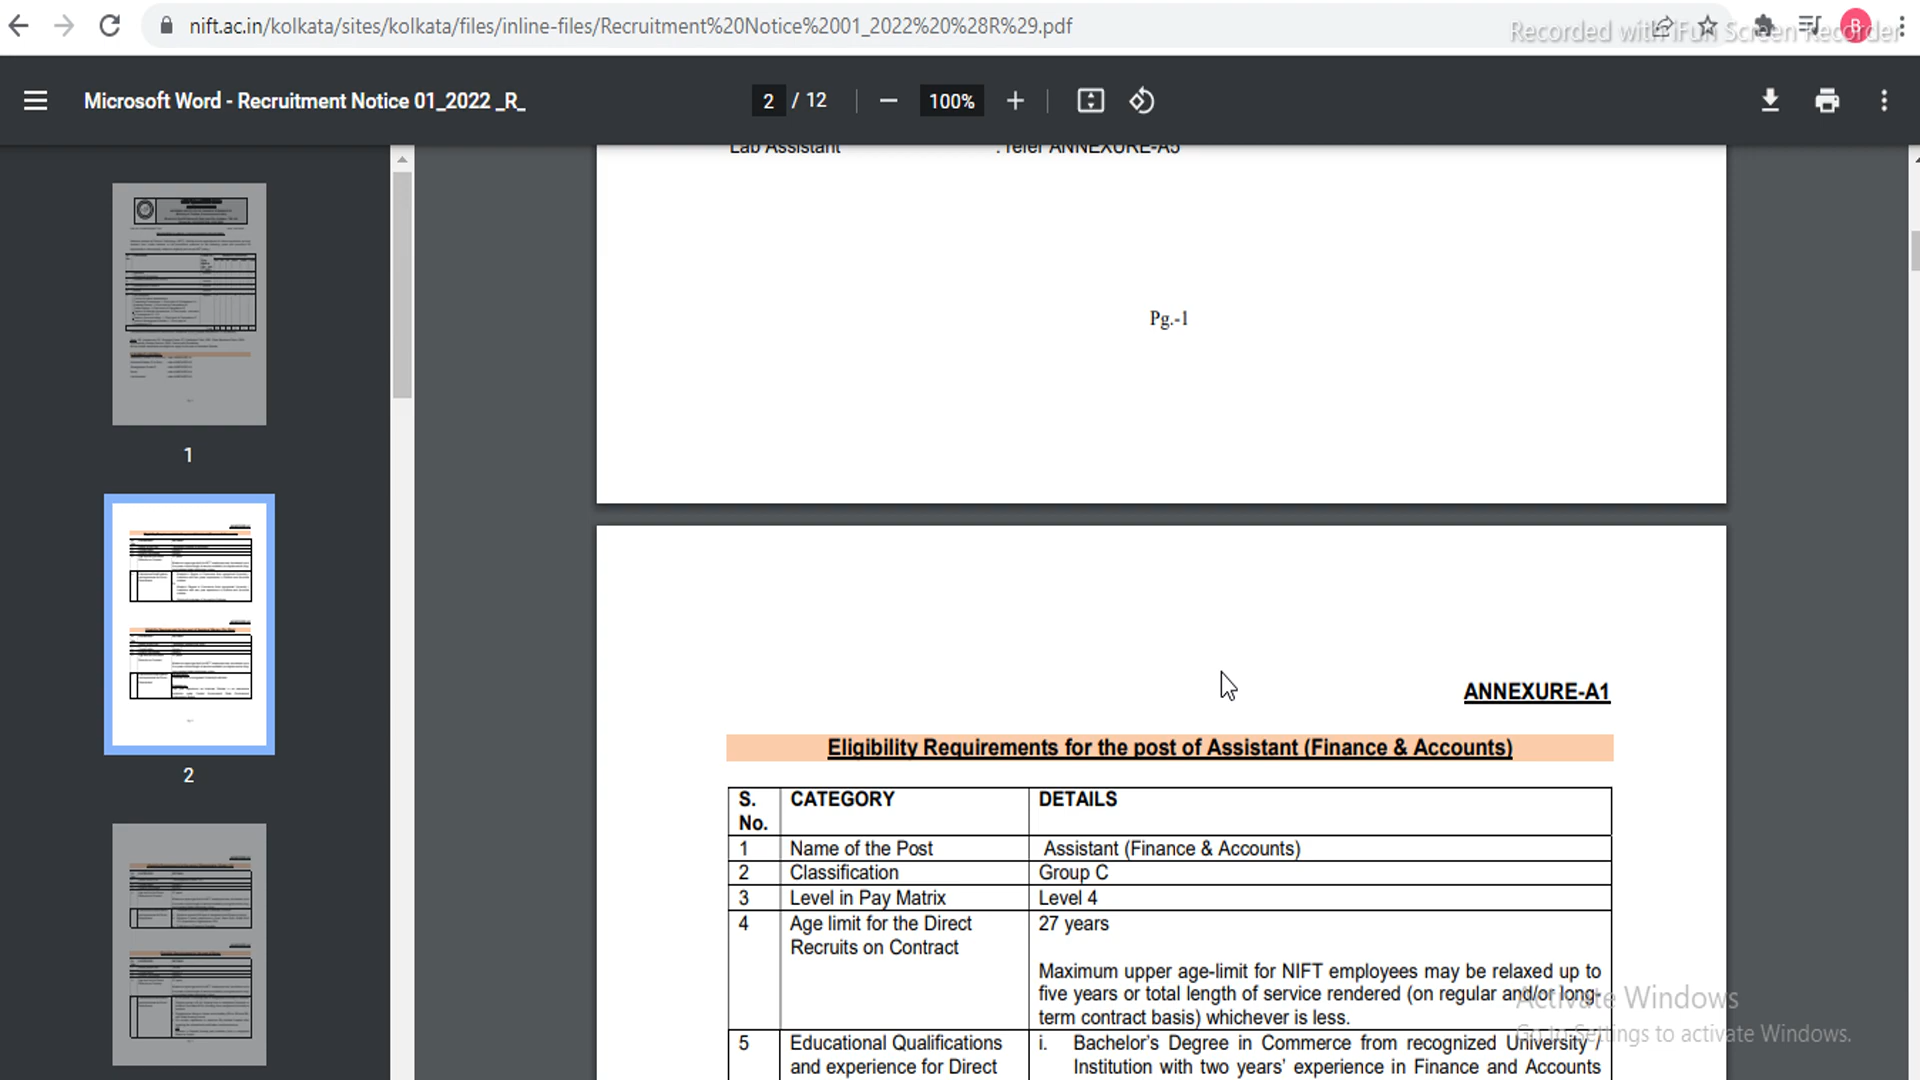 nift.ac.in/kolkata/sites/kolkata/files/inline-files/Recruitment%20Notice%2001_2022%20%28R%29.pdf
Recorded with iFun Screen Recorder
B
Microsoft Word - Recruitment Notice 01_2022 _R_
2 / 12
100%
Lab Assistant : refer ANNEXURE-A5
Pg.-1
1
2
ANNEXURE-A1
Eligibility Requirements for the post of Assistant (Finance & Accounts)
S. No. CATEGORY DETAILS
1 Name of the Post Assistant (Finance & Accounts)
2 Classification Group C
3 Level in Pay Matrix Level 4
4 Age limit for the Direct 27 years
Recruits on Contract
Maximum upper age-limit for NIFT employees may be relaxed up to
five years or total length of service rendered (on regular and/or long-
term contract basis) whichever is less.
5 Educational Qualifications i. Bachelor's Degree in Commerce from recognized University /
and experience for Direct Institution with two years' experience in Finance and Accounts
Activate Windows
Go to Settings to activate Windows.